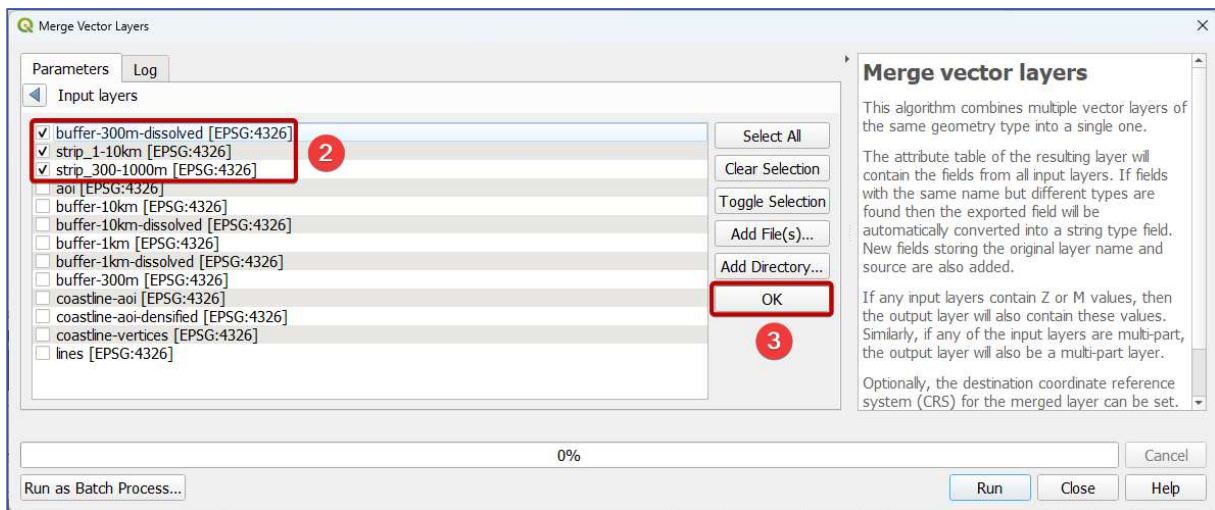 Merge Vector Layers
Parameters
Log
Input layers
buffer-300m-dissolved [EPSG:4326]
strip_1-10km [EPSG:4326]
strip_300-1000m [EPSG:4326]
aoi [EPSG:4326]
buffer-10km [EPSG:4326]
buffer-10km-dissolved [EPSG:4326]
buffer-1km [EPSG:4326]
buffer-1km-dissolved [EPSG:4326]
buffer-300m [EPSG:4326]
coastline-aoi [EPSG:4326]
coastline-aoi-densified [EPSG:4326]
coastline-vertices [EPSG:4326]
lines [EPSG:4326]
2
Select All
Clear Selection
Toggle Selection
Add File(s)...
Add Directory...
OK
3
Merge vector layers
This algorithm combines multiple vector layers of
the same geometry type into a single one.
The attribute table of the resulting layer will
contain the fields from all input layers. If fields
with the same name but different types are
found then the exported field will be
automatically converted into a string type field.
New fields storing the original layer name and
source are also added.
If any input layers contain Z or M values, then
the output layer will also contain these values.
Similarly, if any of the input layers are multi-part,
the output layer will also be a multi-part layer.
Optionally, the destination coordinate reference
system (CRS) for the merged layer can be set.
0%
Cancel
Run as Batch Process...
Run
Close
Help